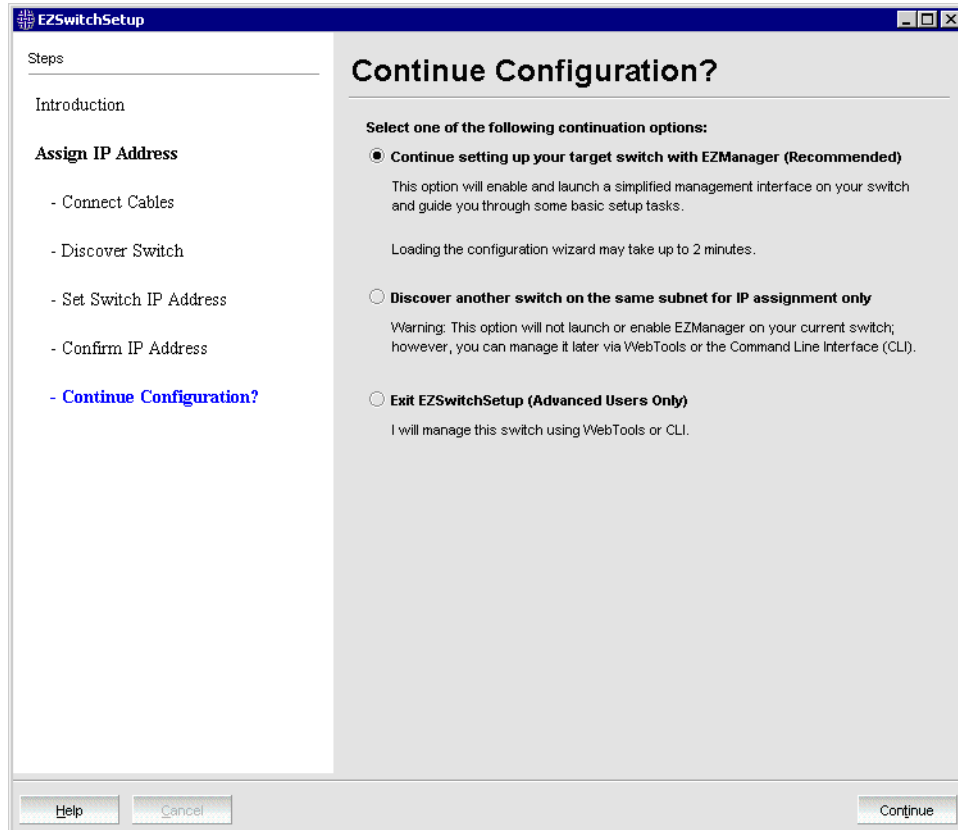 EZSwitchSetup
Steps
Introduction
Assign IP Address
- Connect Cables
- Discover Switch
- Set Switch IP Address
- Confirm IP Address
- Continue Configuration?
Continue Configuration?
Select one of the following continuation options:
Continue setting up your target switch with EZManager (Recommended)
This option will enable and launch a simplified management interface on your switch
and guide you through some basic setup tasks.
Loading the configuration wizard may take up to 2 minutes.
Discover another switch on the same subnet for IP assignment only
Warning: This option will not launch or enable EZManager on your current switch;
however, you can manage it later via WebTools or the Command Line Interface (CLI).
Exit EZSwitchSetup (Advanced Users Only)
I will manage this switch using WebTools or CLI.
Help
Cancel
Continue